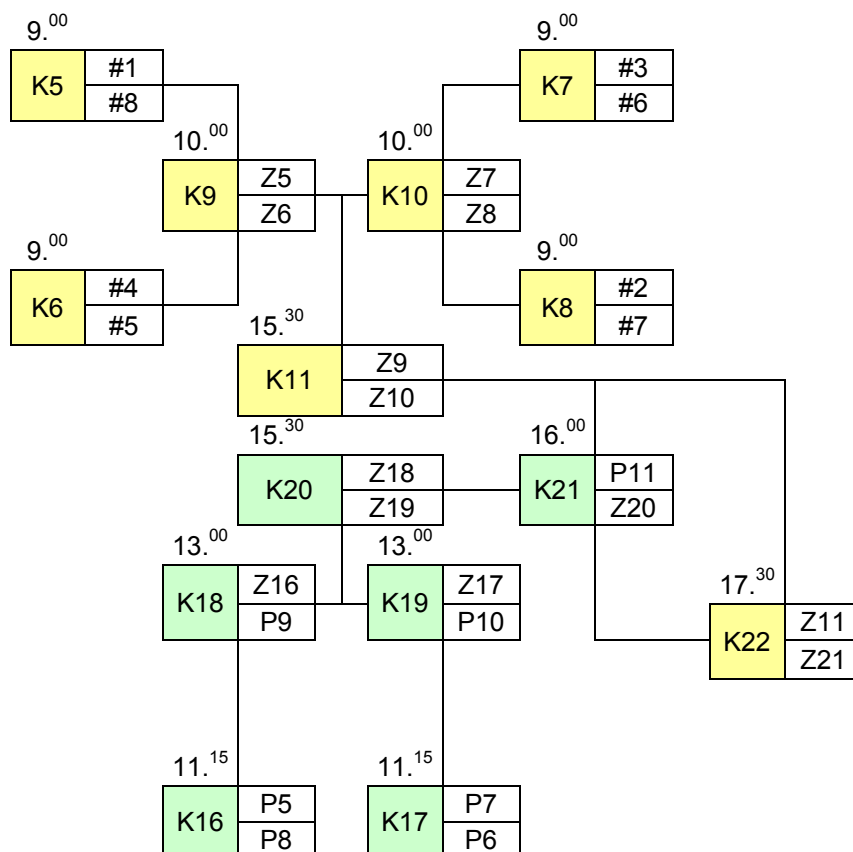 9.00 9.00
K5 #1 K7 #3
#8 #6
10.00 10.00
K9 Z5 K10 Z7
Z6 Z8
9.00 9.00
K6 #4 K8 #2
#5 #7
15.30
K11 Z9
Z10
15.30 16.00
K20 Z18 K21 P11
Z19 Z20
13.00 13.00
K18 Z16 K19 Z17
P9 P10
17.30
K22 Z11
Z21
11.15 11.15
K16 P5 K17 P7
P8 P6